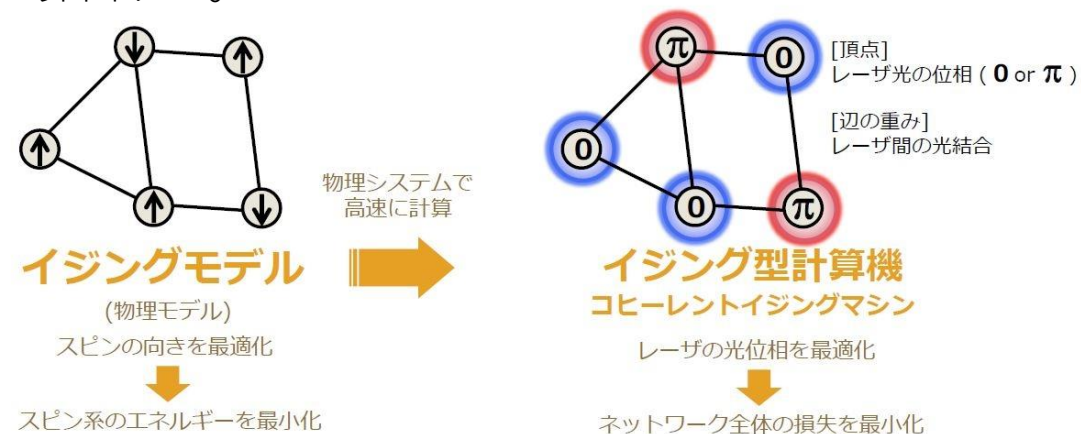 π
0
0
0
π
[頂点]
レーザ光の位相 ( 0 or π )
[辺の重み]
レーザ間の光結合
物理システムで
高速に計算
イジングモデル
(物理モデル)
スピンの向きを最適化
スピン系のエネルギーを最小化
イジング型計算機
コヒーレントイジングマシン
レーザの光位相を最適化
ネットワーク全体の損失を最小化